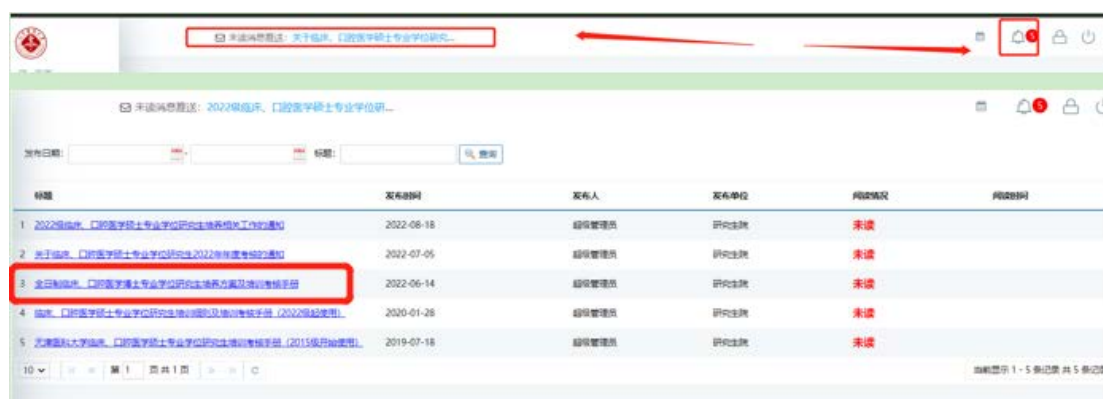 未读消息看送：关于临床、口腔医学硕士专业学位研究...
5
未读消息看送：2022级临床、口腔医学硕士专业学位研...
5
发布日期： - 标题： 查询
标题 发布时间 发布人 发布单位 阅读情况 阅读时间
1 2022级临床、口腔医学硕士专业学位研究生培养相关工作的通知 2022-08-18 超级管理员 研究生院 未读
2 关于临床、口腔医学硕士专业学位研究生2022年年度考核的通知 2022-07-05 超级管理员 研究生院 未读
3 全日制临床、口腔医学博士专业学位研究生培养方案及培训考核手册 2022-06-14 超级管理员 研究生院 未读
4 临床、口腔医学硕士专业学位研究生培训细则及培训考核手册（2022级起使用） 2020-01-28 超级管理员 研究生院 未读
5 天津医科大学临床、口腔医学硕士专业学位研究生培训考核手册（2015级开始使用） 2019-07-18 超级管理员 研究生院 未读
10 第 1 页共1页 当前显示 1 - 5 条记录 共 5 条记